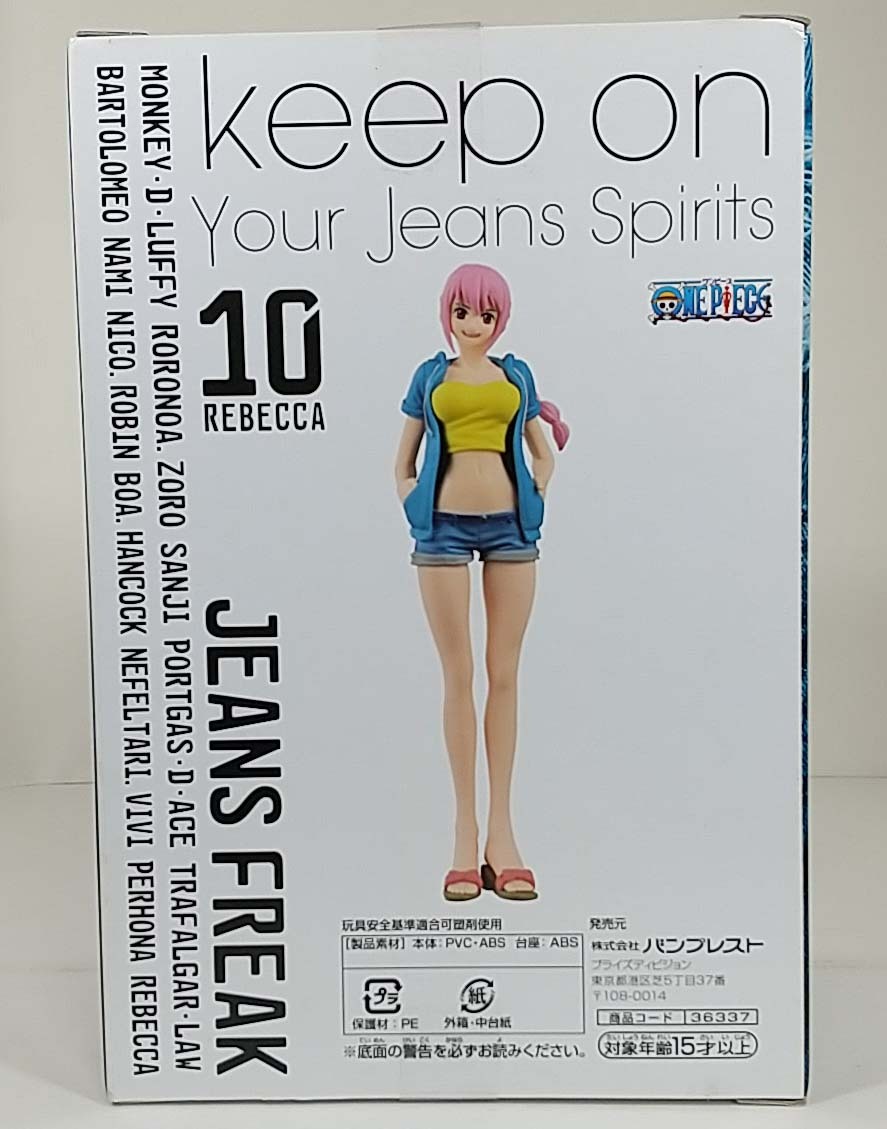 keep on
Your Jeans Spirits
10
REBECCA
ワンピース
ONE PIECE
MONKEY・D・LUFFY RORONOA. ZORO SANJI PORTGAS・D・ACE TRAFALGAR・LAW
BARTOLOMEO NAMI NICO. ROBIN BOA. HANCOCK NEFELTARI. VIVI PERHONA REBECCA
JEANS FREAK
玩具安全基準適合可塑剤使用
[製品素材] 本体:PVC・ABS 台座:ABS
プラ
保護材:PE
紙
外箱・中台紙
※底面の警告を必ずお読みください。
発売元
株式会社 バンプレスト
プライズディビジョン
東京都港区芝5丁目37番
〒108-0014
商品コード 36337
対象年齢15才以上